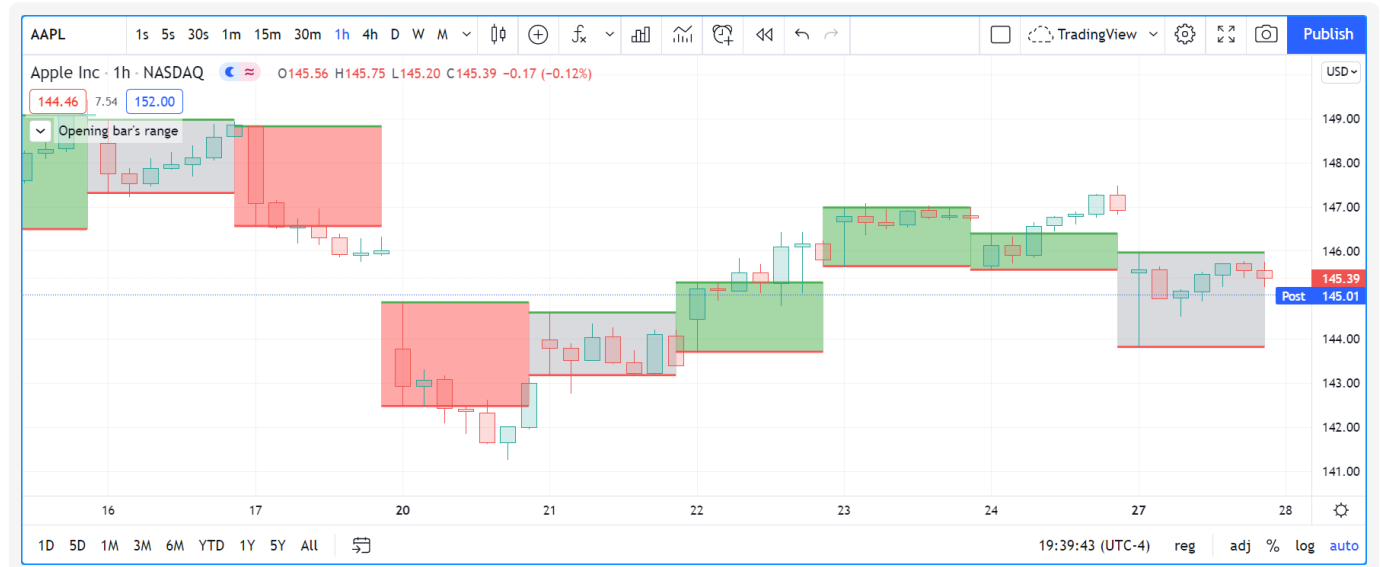 AAPL 1s 5s 30s 1m 15m 30m 1h 4h D W M TradingView Publish
Apple Inc · 1h · NASDAQ O145.56 H145.75 L145.20 C145.39 −0.17 (−0.12%) USD
144.46 7.54 152.00
Opening bar's range
149.00
148.00
147.00
146.00
145.39
Post 145.01
144.00
143.00
142.00
141.00
16 17 20 21 22 23 24 27 28
1D 5D 1M 3M 6M YTD 1Y 5Y All 19:39:43 (UTC-4) reg adj % log auto